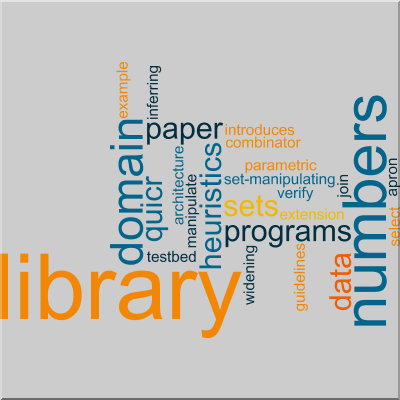 example
inferring
domain
quicr
paper
introduces
combinator
architecture
manipulate
heuristics
parametric
set-manipulating
verify
join
sets
extension
programs
testbed
numbers
apron
select
library
widening
guidelines
data